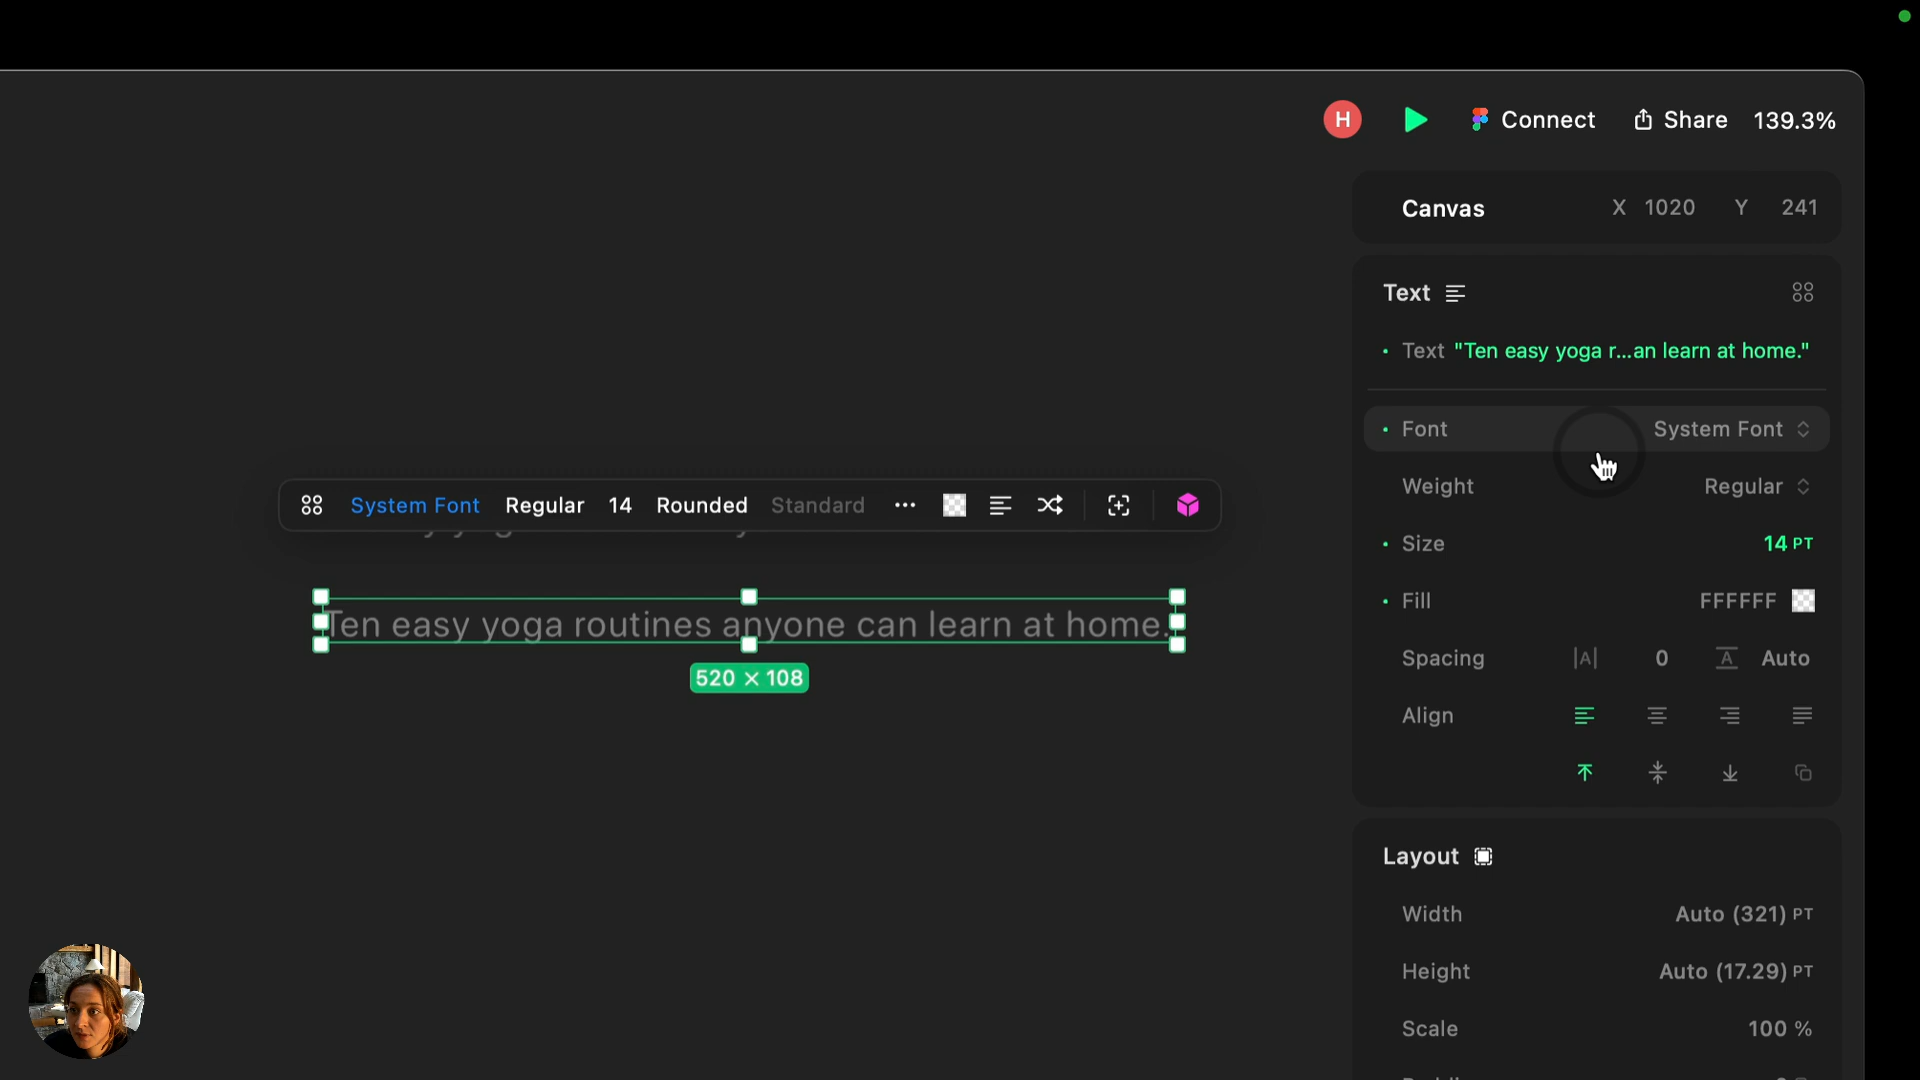 H
Connect
Share
139.3%
Canvas X 1020 Y 241
Text
Text "Ten easy yoga r...an learn at home."
Font System Font
Weight Regular
Size 14 PT
Fill FFFFFF
Spacing |A| 0 A Auto
Align
Layout
Width Auto (321) PT
Height Auto (17.29) PT
Scale 100 %
System Font Regular 14 Rounded Standard ...
Ten easy yoga routines anyone can learn at home.
520 × 108